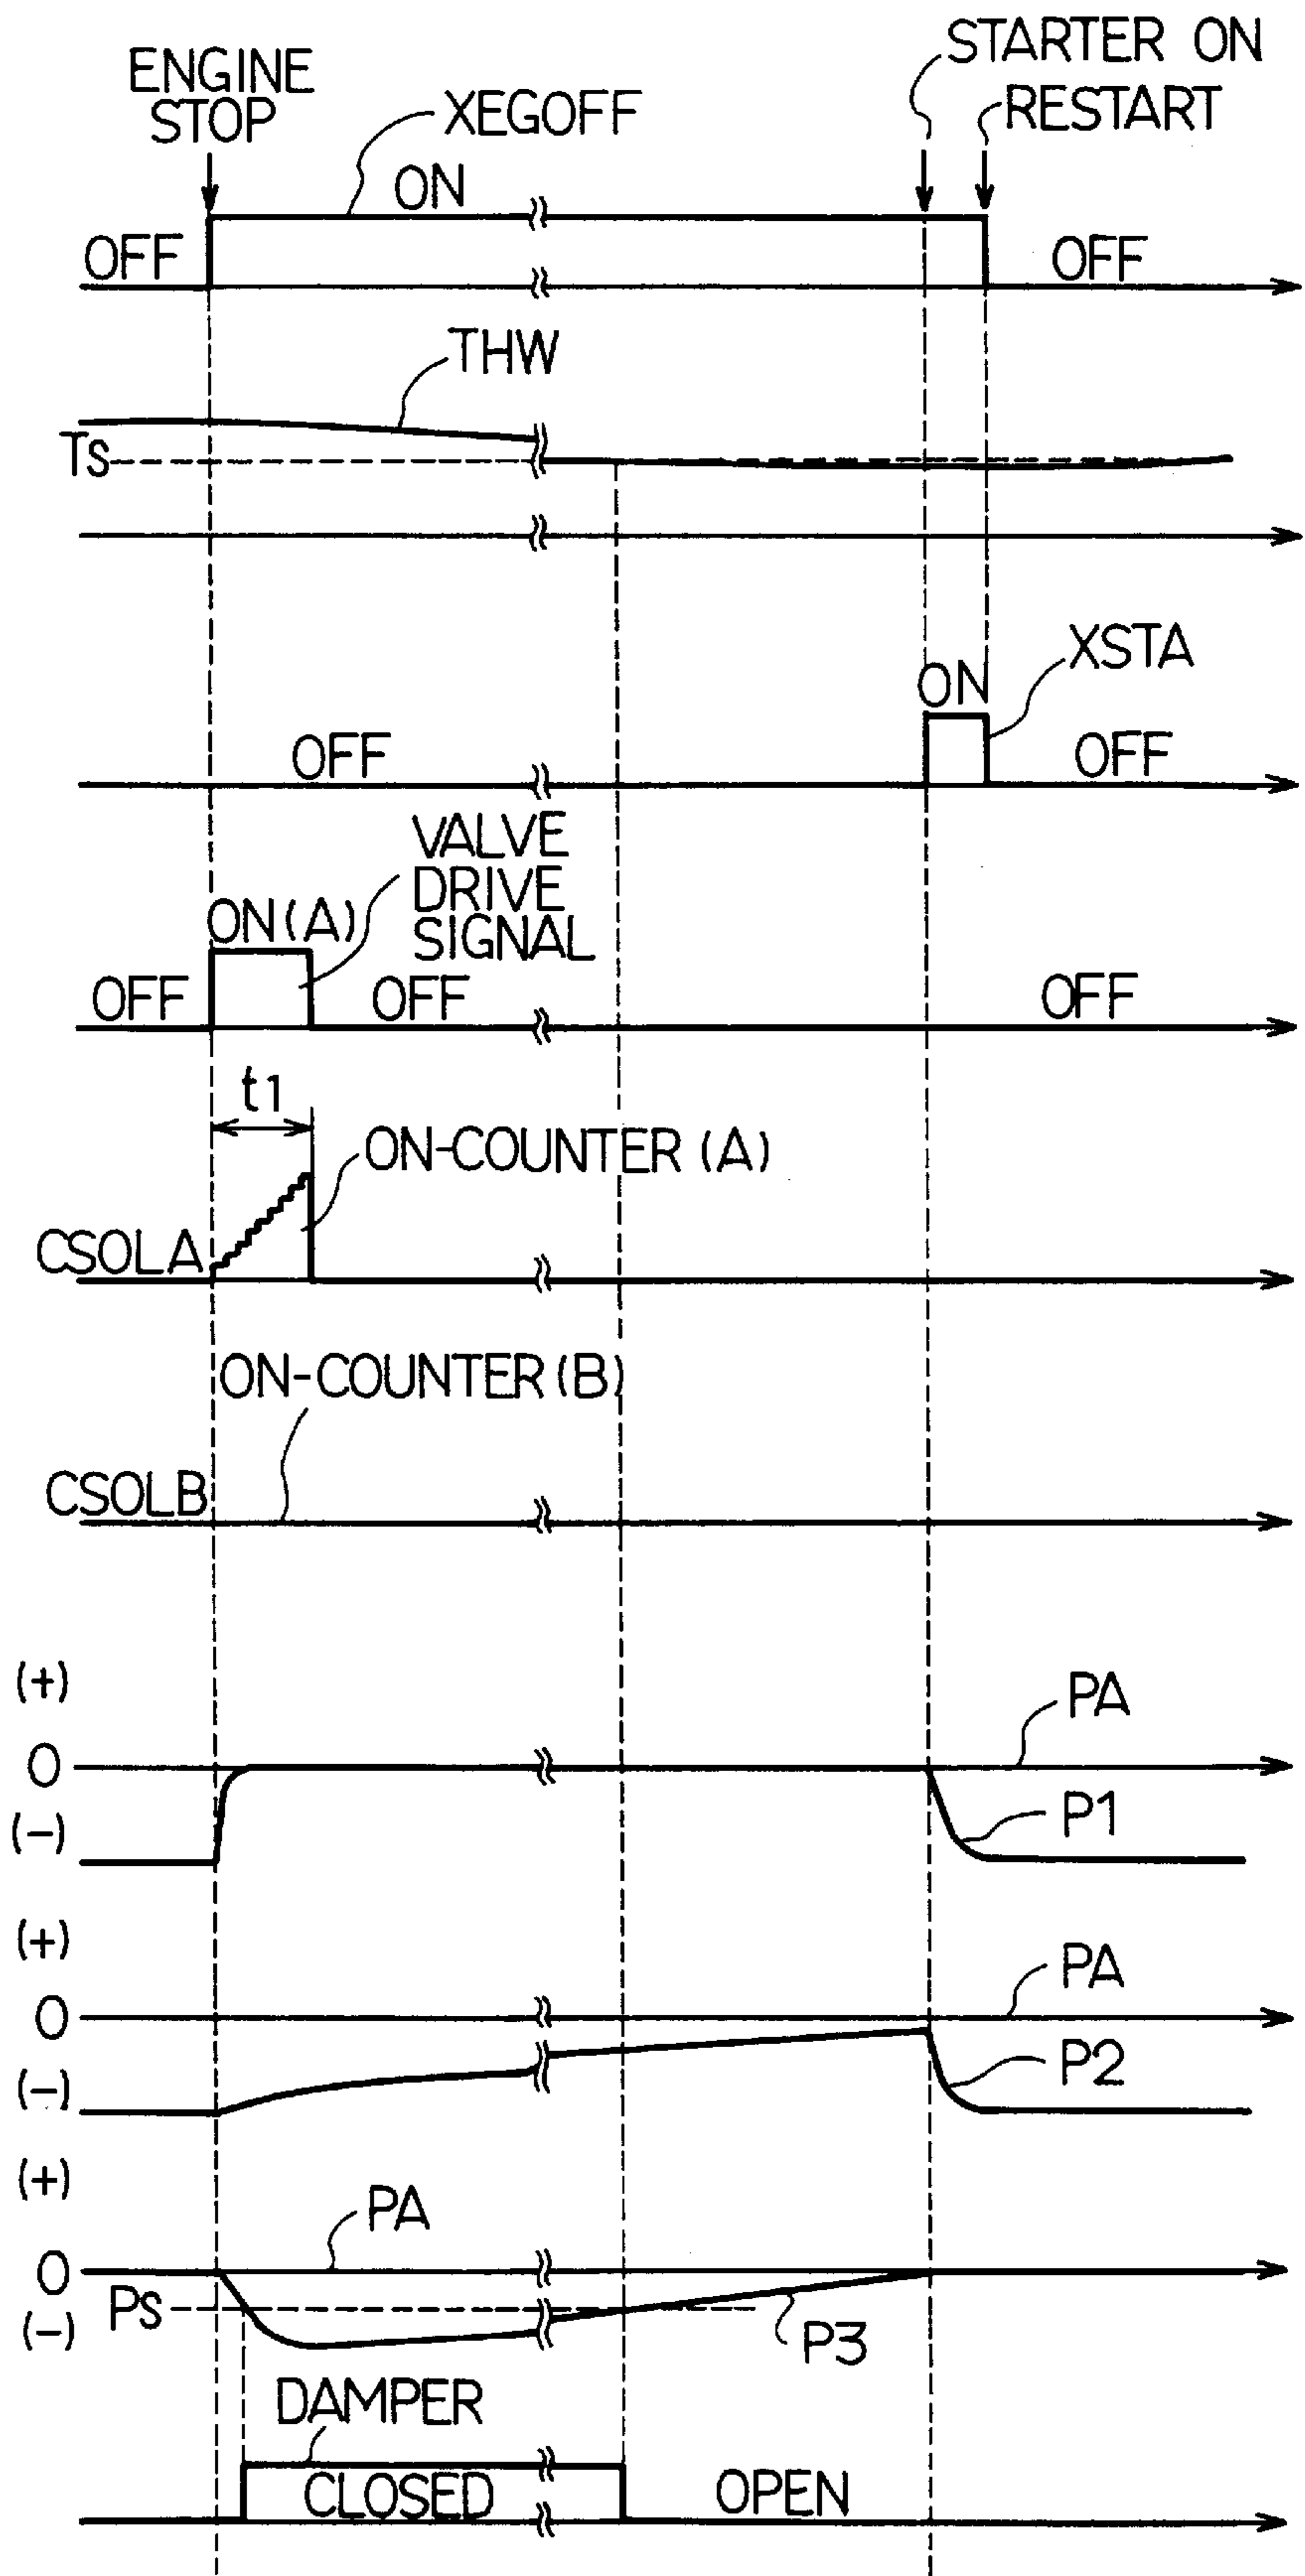 STARTER ON
ENGINE
STOP
XEGOFF
RESTART
ON
OFF
OFF
THW
Ts
XSTA
ON
OFF
OFF
VALVE
DRIVE
SIGNAL
ON(A)
OFF
OFF
OFF
t1
ON-COUNTER (A)
CSOLA
ON-COUNTER (B)
CSOLB
(+)
PA
0
(-)
P1
(+)
PA
0
(-)
P2
(+)
PA
0
Ps
(-)
P3
DAMPER
CLOSED
OPEN